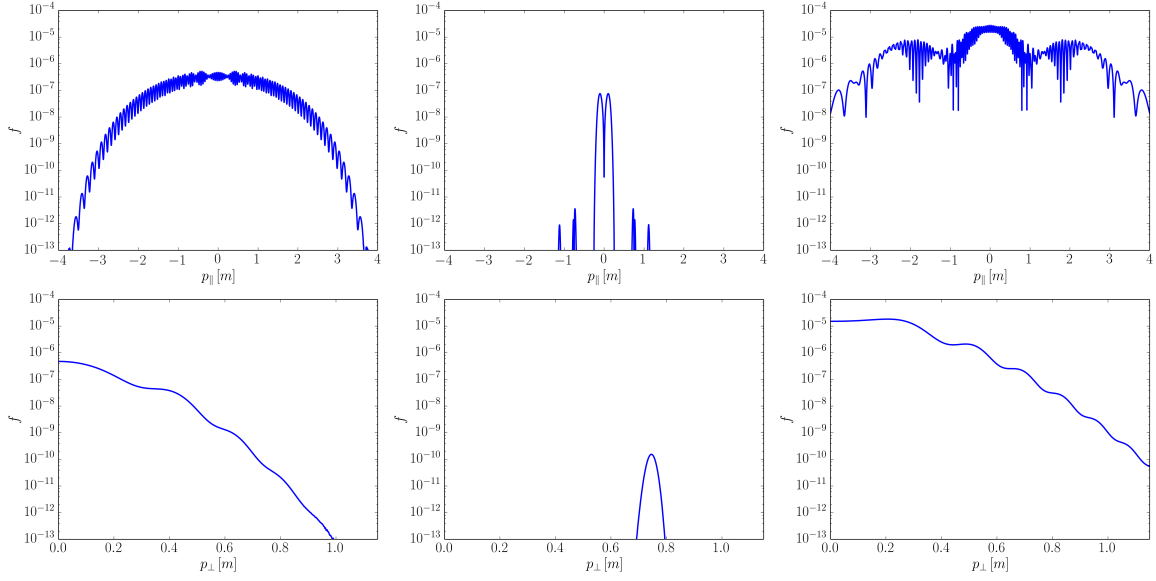 10⁻⁴ 10⁻⁵ 10⁻⁶ 10⁻⁷ 10⁻⁸ 10⁻⁹ 10⁻¹⁰ 10⁻¹¹ 10⁻¹² 10⁻¹³
f
−4 −3 −2 −1 0 1 2 3 4
p∥ [m]
10⁻⁴ 10⁻⁵ 10⁻⁶ 10⁻⁷ 10⁻⁸ 10⁻⁹ 10⁻¹⁰ 10⁻¹¹ 10⁻¹² 10⁻¹³
f
−4 −3 −2 −1 0 1 2 3 4
p∥ [m]
10⁻⁴ 10⁻⁵ 10⁻⁶ 10⁻⁷ 10⁻⁸ 10⁻⁹ 10⁻¹⁰ 10⁻¹¹ 10⁻¹² 10⁻¹³
f
−4 −3 −2 −1 0 1 2 3 4
p∥ [m]
10⁻⁴ 10⁻⁵ 10⁻⁶ 10⁻⁷ 10⁻⁸ 10⁻⁹ 10⁻¹⁰ 10⁻¹¹ 10⁻¹² 10⁻¹³
f
0.0 0.2 0.4 0.6 0.8 1.0
p⊥ [m]
10⁻⁴ 10⁻⁵ 10⁻⁶ 10⁻⁷ 10⁻⁸ 10⁻⁹ 10⁻¹⁰ 10⁻¹¹ 10⁻¹² 10⁻¹³
f
0.0 0.2 0.4 0.6 0.8 1.0
p⊥ [m]
10⁻⁴ 10⁻⁵ 10⁻⁶ 10⁻⁷ 10⁻⁸ 10⁻⁹ 10⁻¹⁰ 10⁻¹¹ 10⁻¹² 10⁻¹³
f
0.0 0.2 0.4 0.6 0.8 1.0
p⊥ [m]